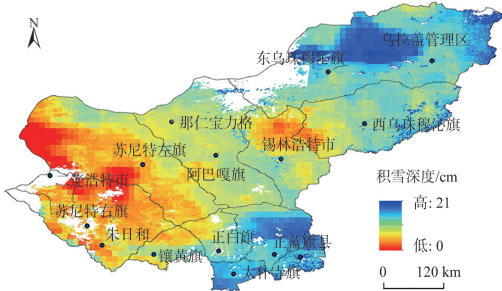 N
乌拉盖管理区
东乌珠穆沁旗
那仁宝力格
西乌珠穆沁旗
锡林浩特市
苏尼特左旗
阿巴嘎旗
二连浩特市
积雪深度/cm
高: 21
低: 0
苏尼特右旗
朱日和
正白旗
镶黄旗
正蓝旗县
太仆寺旗
0 120 km